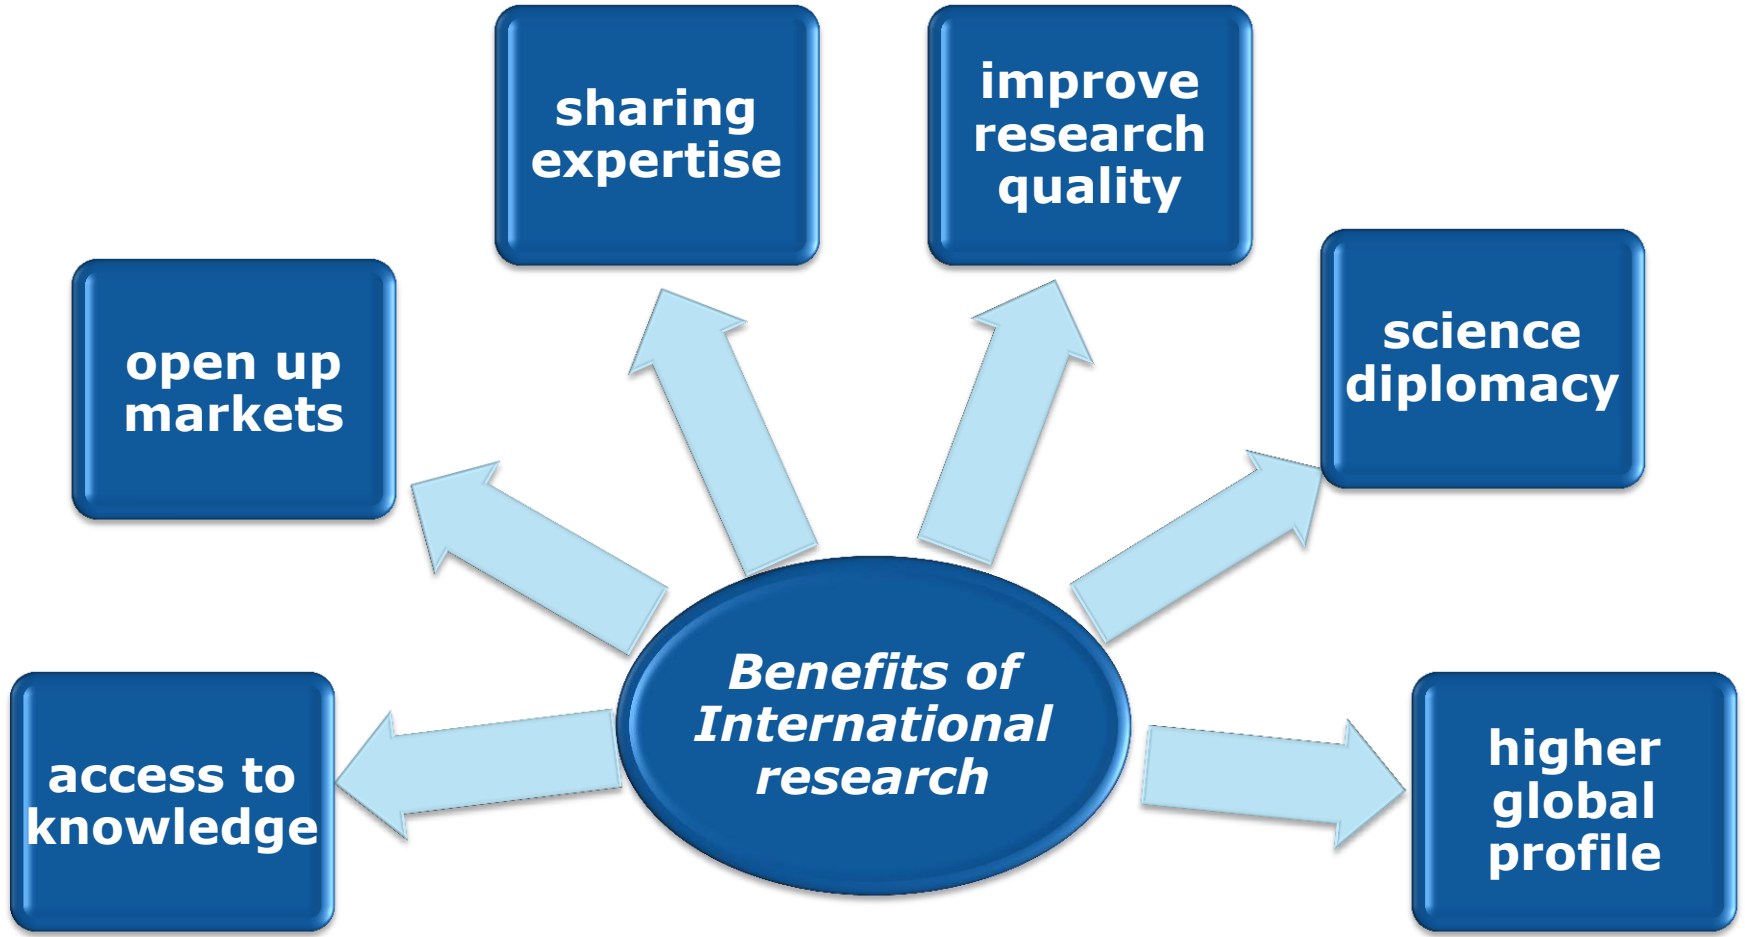 sharing
expertise
improve
research
quality
open up
markets
science
diplomacy
Benefits of
International
research
access to
knowledge
higher
global
profile